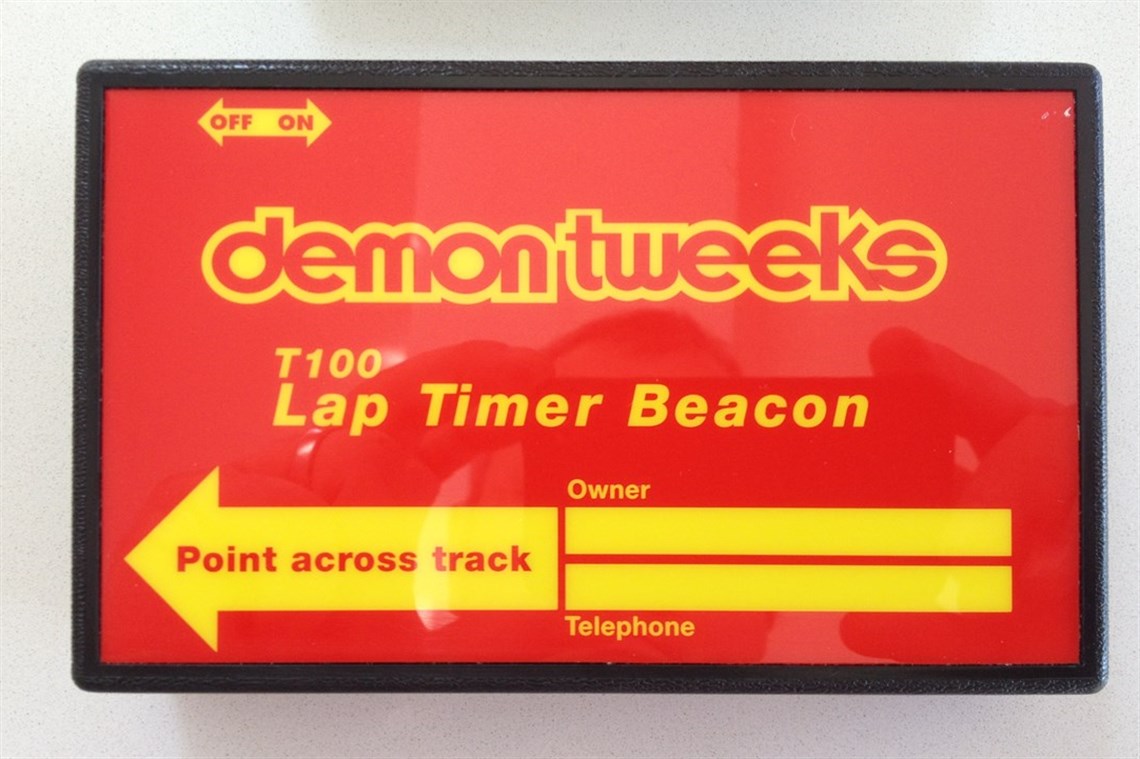 OFF ON
demon tweeks
T100
Lap Timer Beacon
Owner
Point across track
Telephone